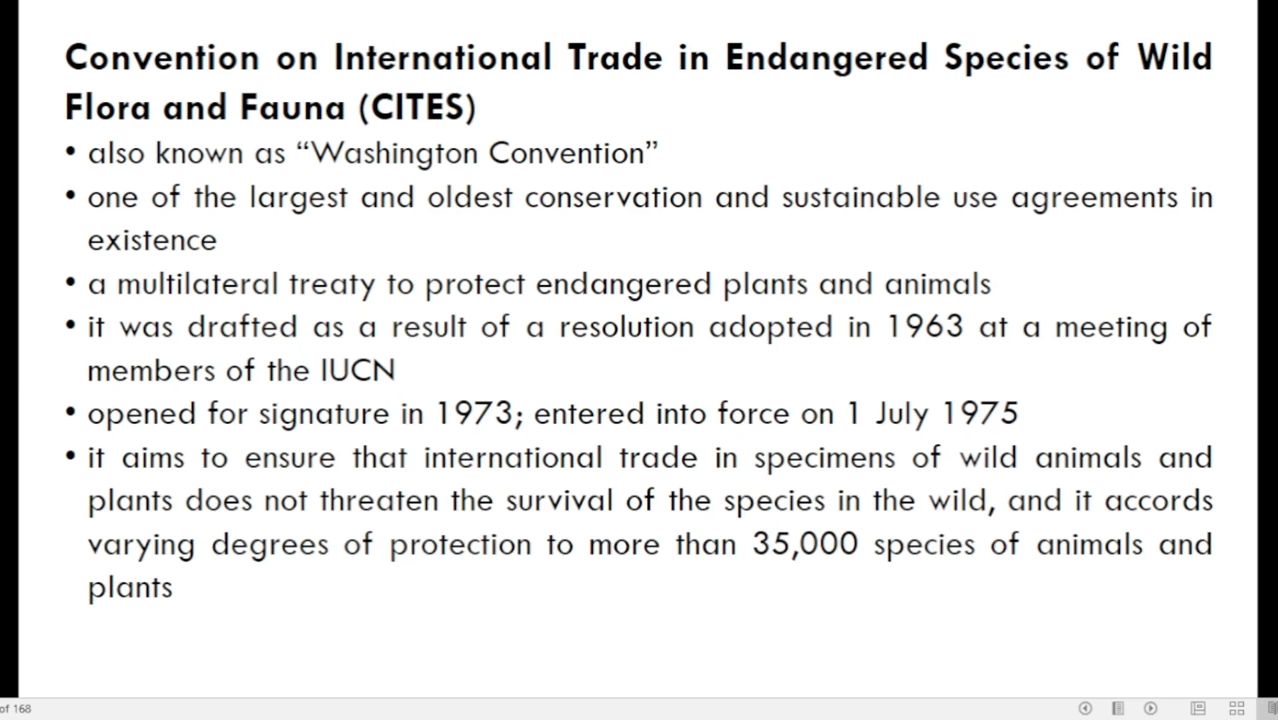 Convention on International Trade in Endangered Species of Wild
Flora and Fauna (CITES)
• also known as “Washington Convention”
• one of the largest and oldest conservation and sustainable use agreements in
existence
• a multilateral treaty to protect endangered plants and animals
• it was drafted as a result of a resolution adopted in 1963 at a meeting of
members of the IUCN
• opened for signature in 1973; entered into force on 1 July 1975
• it aims to ensure that international trade in specimens of wild animals and
plants does not threaten the survival of the species in the wild, and it accords
varying degrees of protection to more than 35,000 species of animals and
plants
of 168